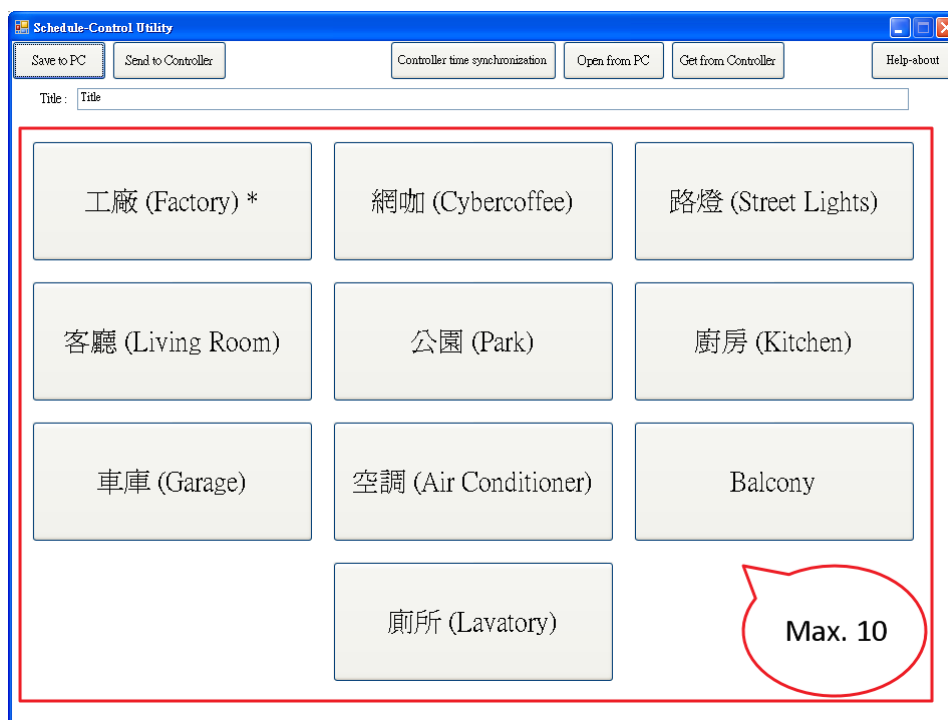 Schedule-Control Utility
Save to PC
Send to Controller
Controller time synchronization
Open from PC
Get from Controller
Help-about
Title :
Title
工廠 (Factory) *
網咖 (Cybercoffee)
路燈 (Street Lights)
客廳 (Living Room)
公園 (Park)
廚房 (Kitchen)
車庫 (Garage)
空調 (Air Conditioner)
Balcony
廁所 (Lavatory)
Max. 10